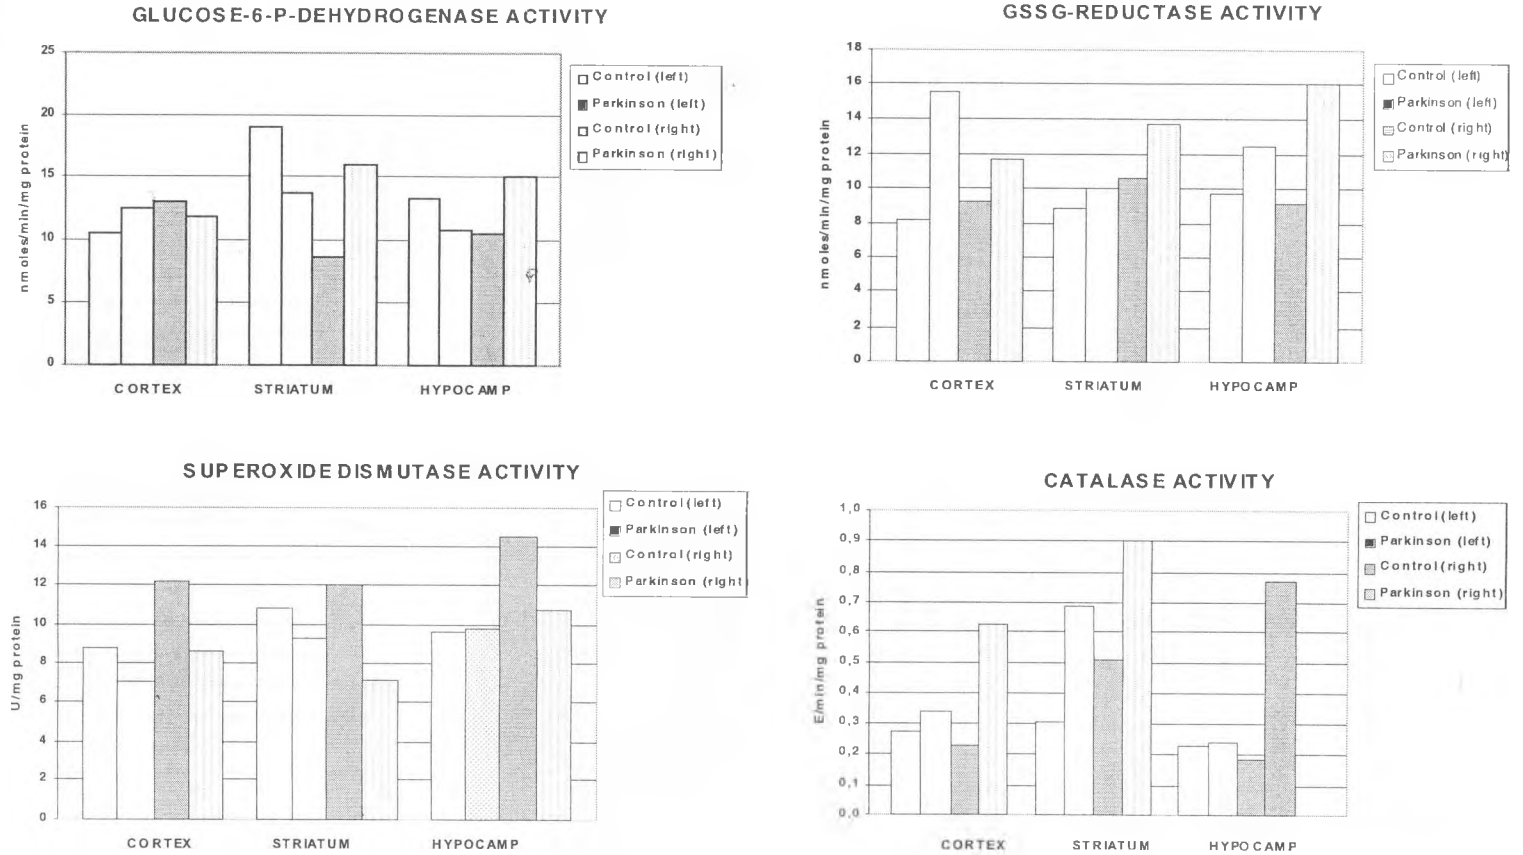 GLUCOSE-6-P-DEHYDROGENASE ACTIVITY
25
20
15
10
5
0
nmoles/min/mg protein
CORTEX STRIATUM HYPOCAMP
Control (left)
Parkinson (left)
Control (right)
Parkinson (right)
GSSG-REDUCTASE ACTIVITY
18
16
14
12
10
8
6
4
2
0
nmoles/min/mg protein
CORTEX STRIATUM HYPOCAMP
Control (left)
Parkinson (left)
Control (right)
Parkinson (right)
SUPEROXIDE DISMUTASE ACTIVITY
16
14
12
10
8
6
4
2
0
U/mg protein
CORTEX STRIATUM HYPOCAMP
Control (left)
Parkinson (left)
Control (right)
Parkinson (right
CATALASE ACTIVITY
1,0
0,9
0,8
0,7
0,6
0,5
0,4
0,3
0,2
0,1
0,0
E/min/mg protein
CORTEX STRIATUM HYPOCAMP
Control (left)
Parkinson (left)
Control (right)
Parkinson (right)